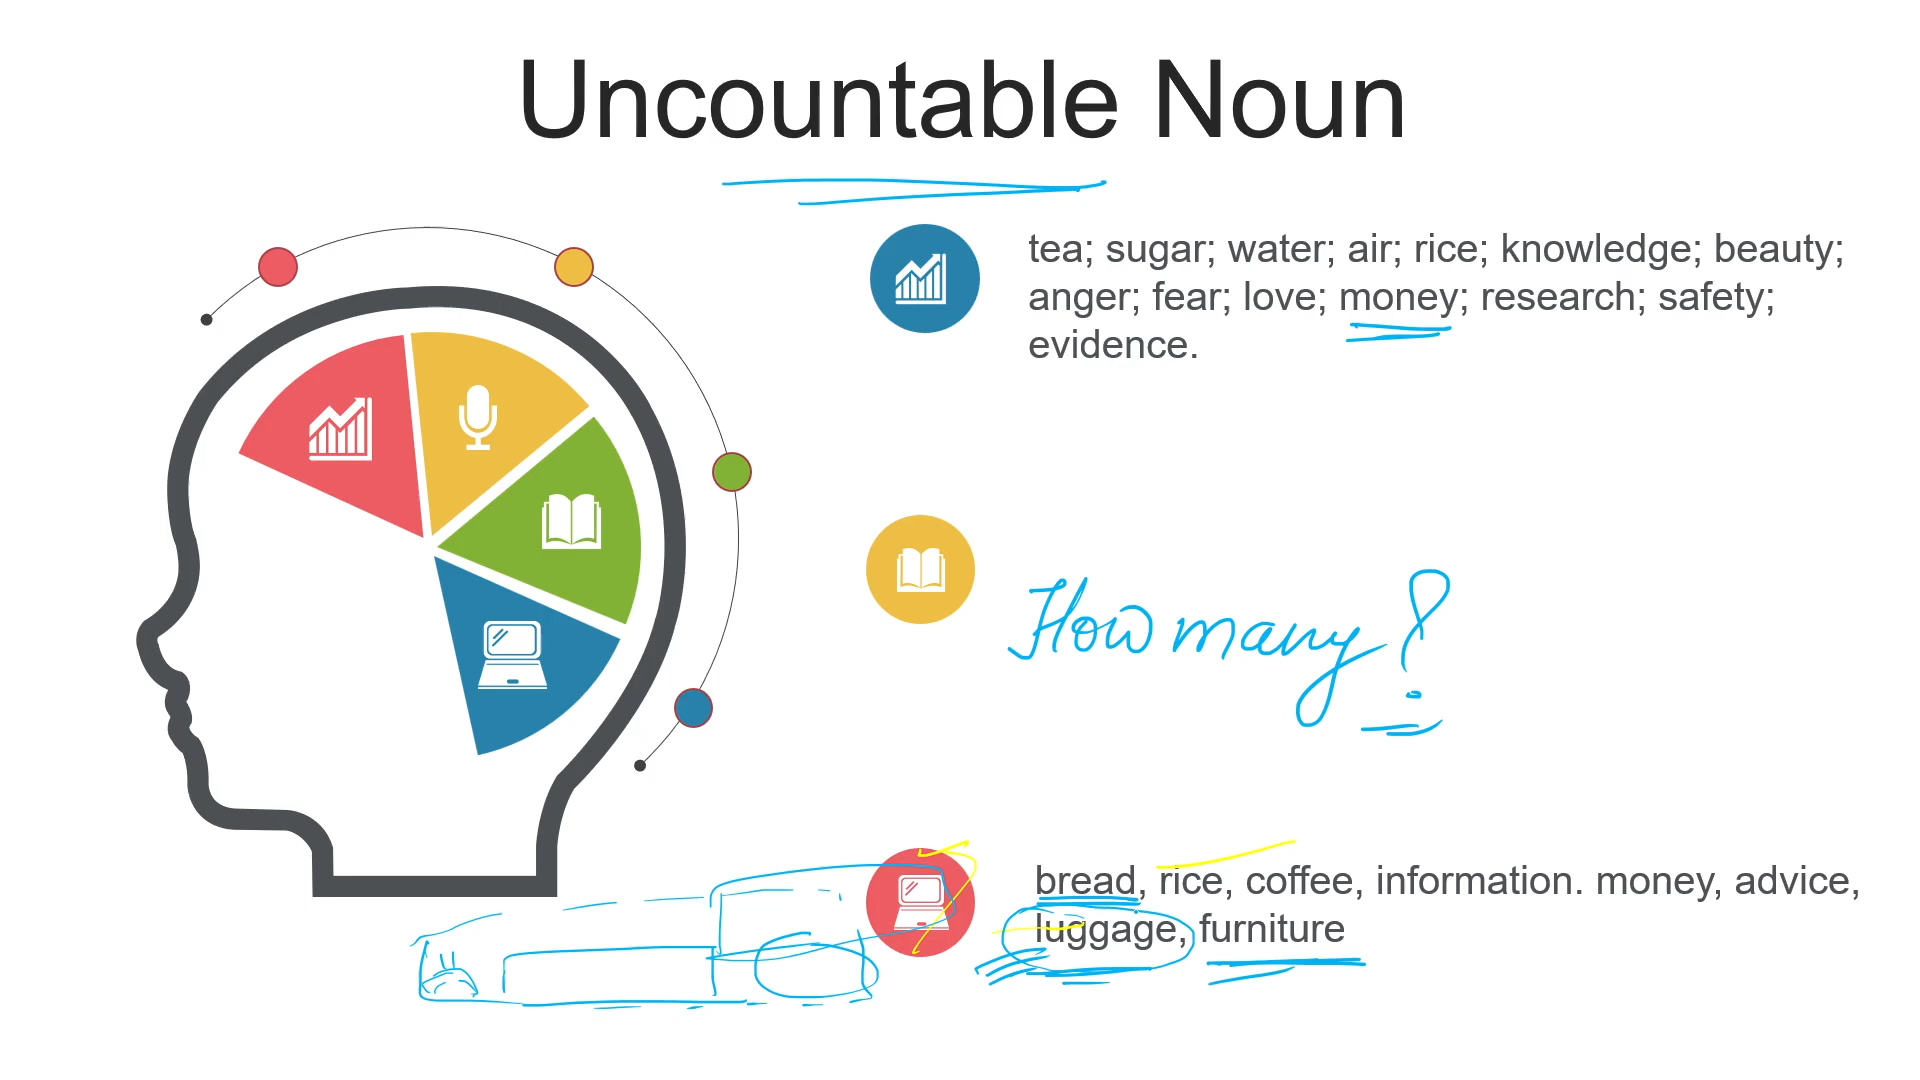 Uncountable Noun
tea; sugar; water; air; rice; knowledge; beauty;
anger; fear; love; money; research; safety;
evidence.
How many?
bread, rice, coffee, information. money, advice,
luggage, furniture